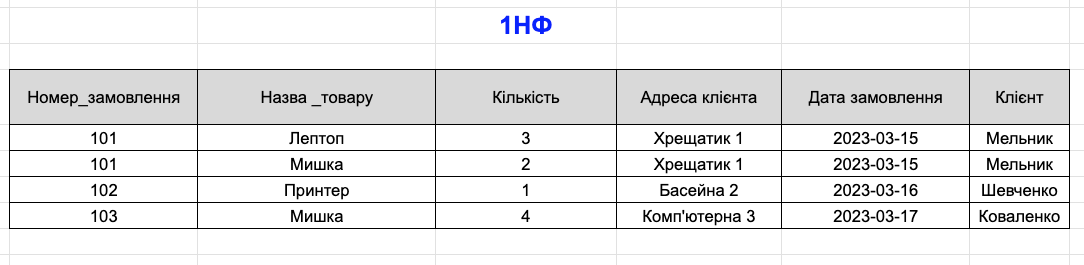 1НФ
Номер_замовлення Назва _товару Кількість Адреса клієнта Дата замовлення Клієнт
101 Лептоп 3 Хрещатик 1 2023-03-15 Мельник
101 Мишка 2 Хрещатик 1 2023-03-15 Мельник
102 Принтер 1 Басейна 2 2023-03-16 Шевченко
103 Мишка 4 Комп'ютерна 3 2023-03-17 Коваленко